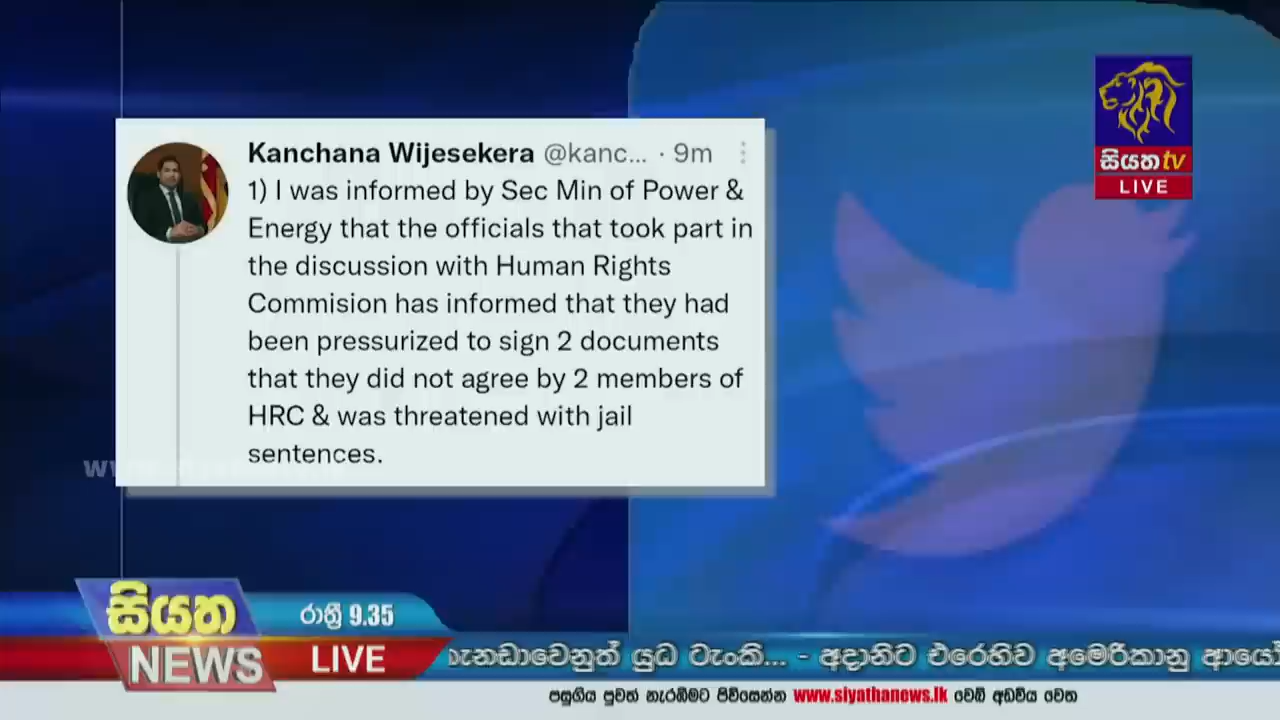 සියත tv
LIVE
Kanchana Wijesekera @kanc... · 9m
1) I was informed by Sec Min of Power &
Energy that the officials that took part in
the discussion with Human Rights
Commision has informed that they had
been pressurized to sign 2 documents
that they did not agree by 2 members of
HRC & was threatened with jail
sentences.
සියත
NEWS
රාත්‍රී 9.35
LIVE
කැනඩාවෙනුත් යුධ ටැංකි... - අදානිට එරෙහිව අමෙරිකානු
පසුගිය පුවත් නැරඹීමට පිවිසෙන්න www.siyathanews.lk වෙබ් අඩවිය වෙත